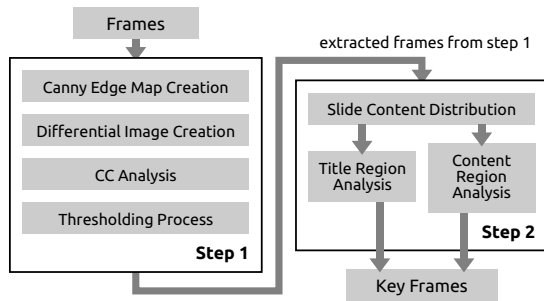 Frames
Canny Edge Map Creation
Differential Image Creation
CC Analysis
Thresholding Process
Step 1
extracted frames from step 1
Slide Content Distribution
Title Region
Analysis
Content
Region
Analysis
Step 2
Key Frames